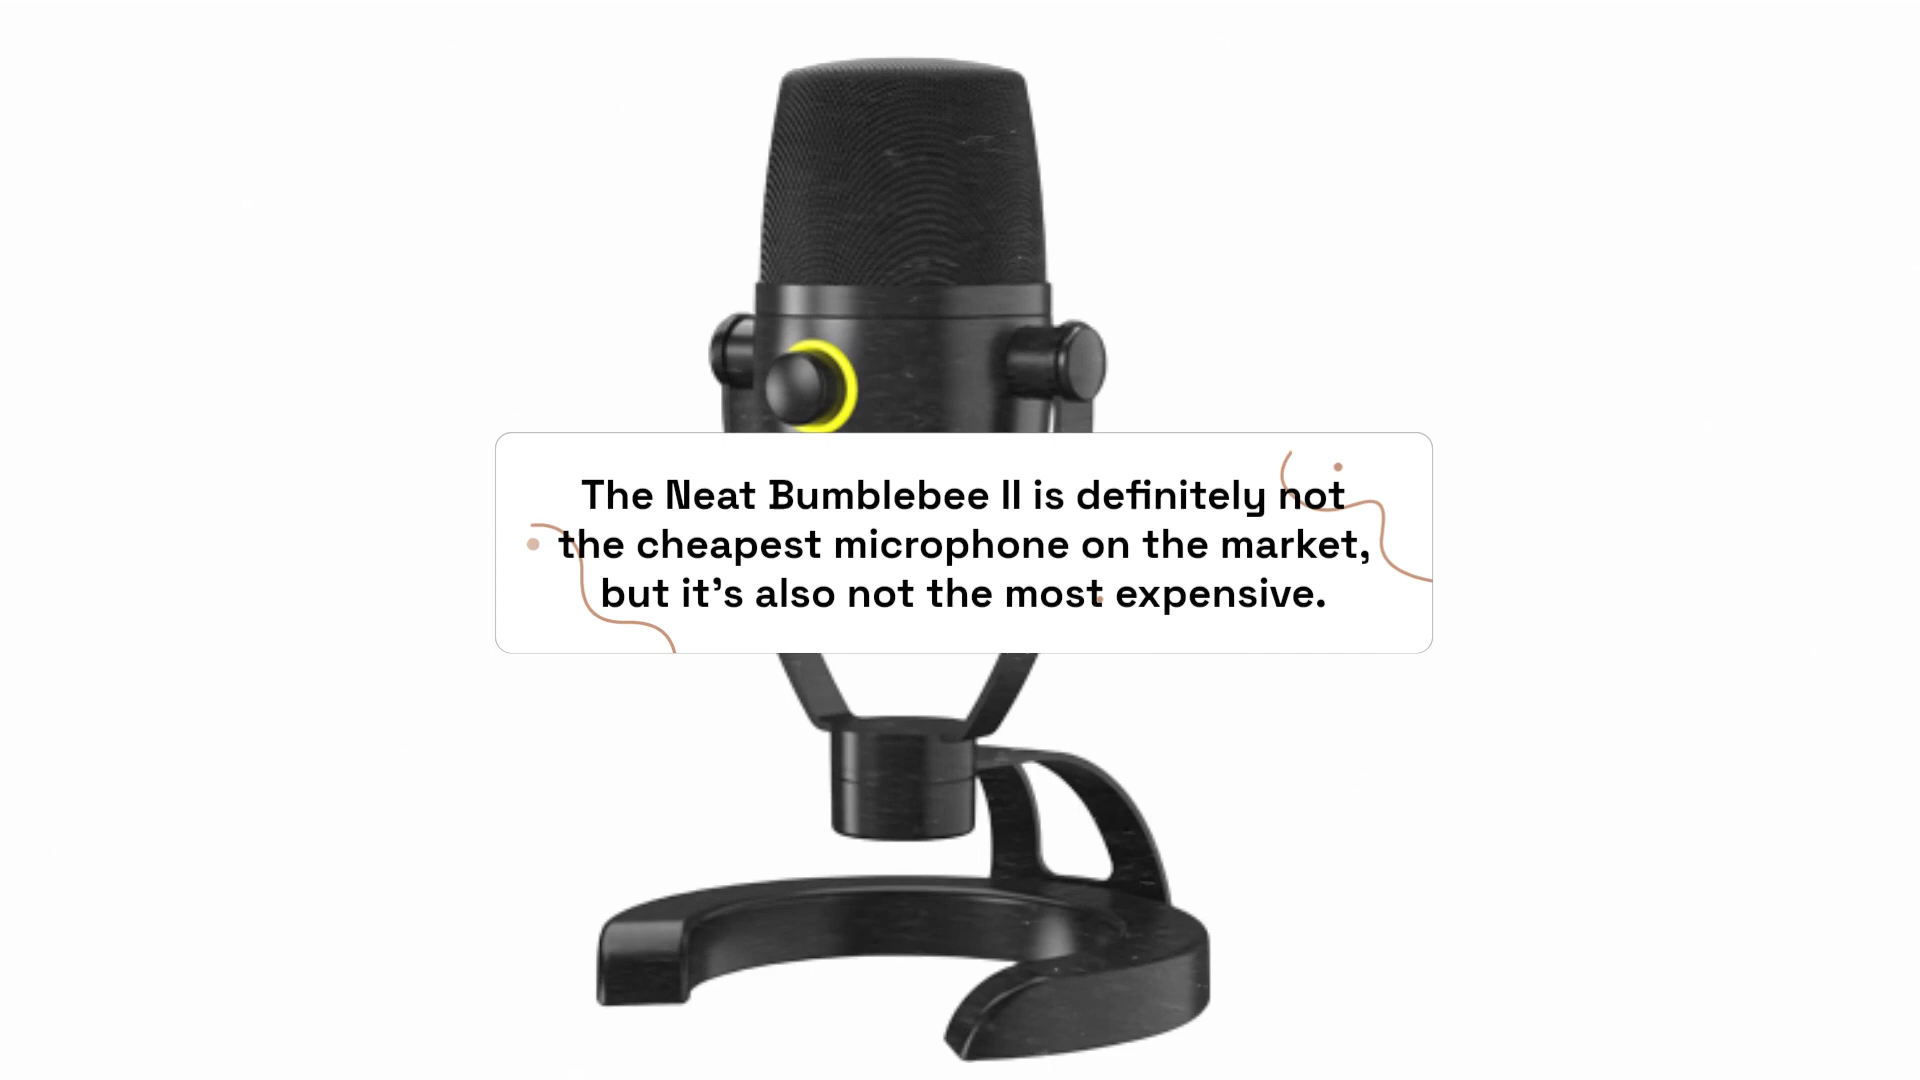 The Neat Bumblebee II is definitely not
the cheapest microphone on the market,
but it’s also not the most expensive.